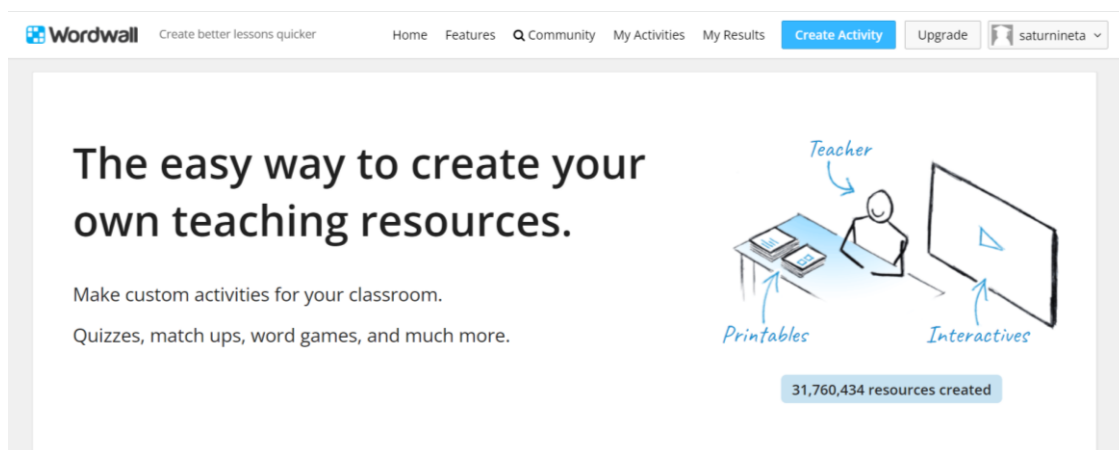 Wordwall Create better lessons quicker Home Features Community My Activities My Results Create Activity Upgrade saturnineta
The easy way to create your
own teaching resources.
Make custom activities for your classroom.
Quizzes, match ups, word games, and much more.
Teacher
Printables
Interactives
31,760,434 resources created